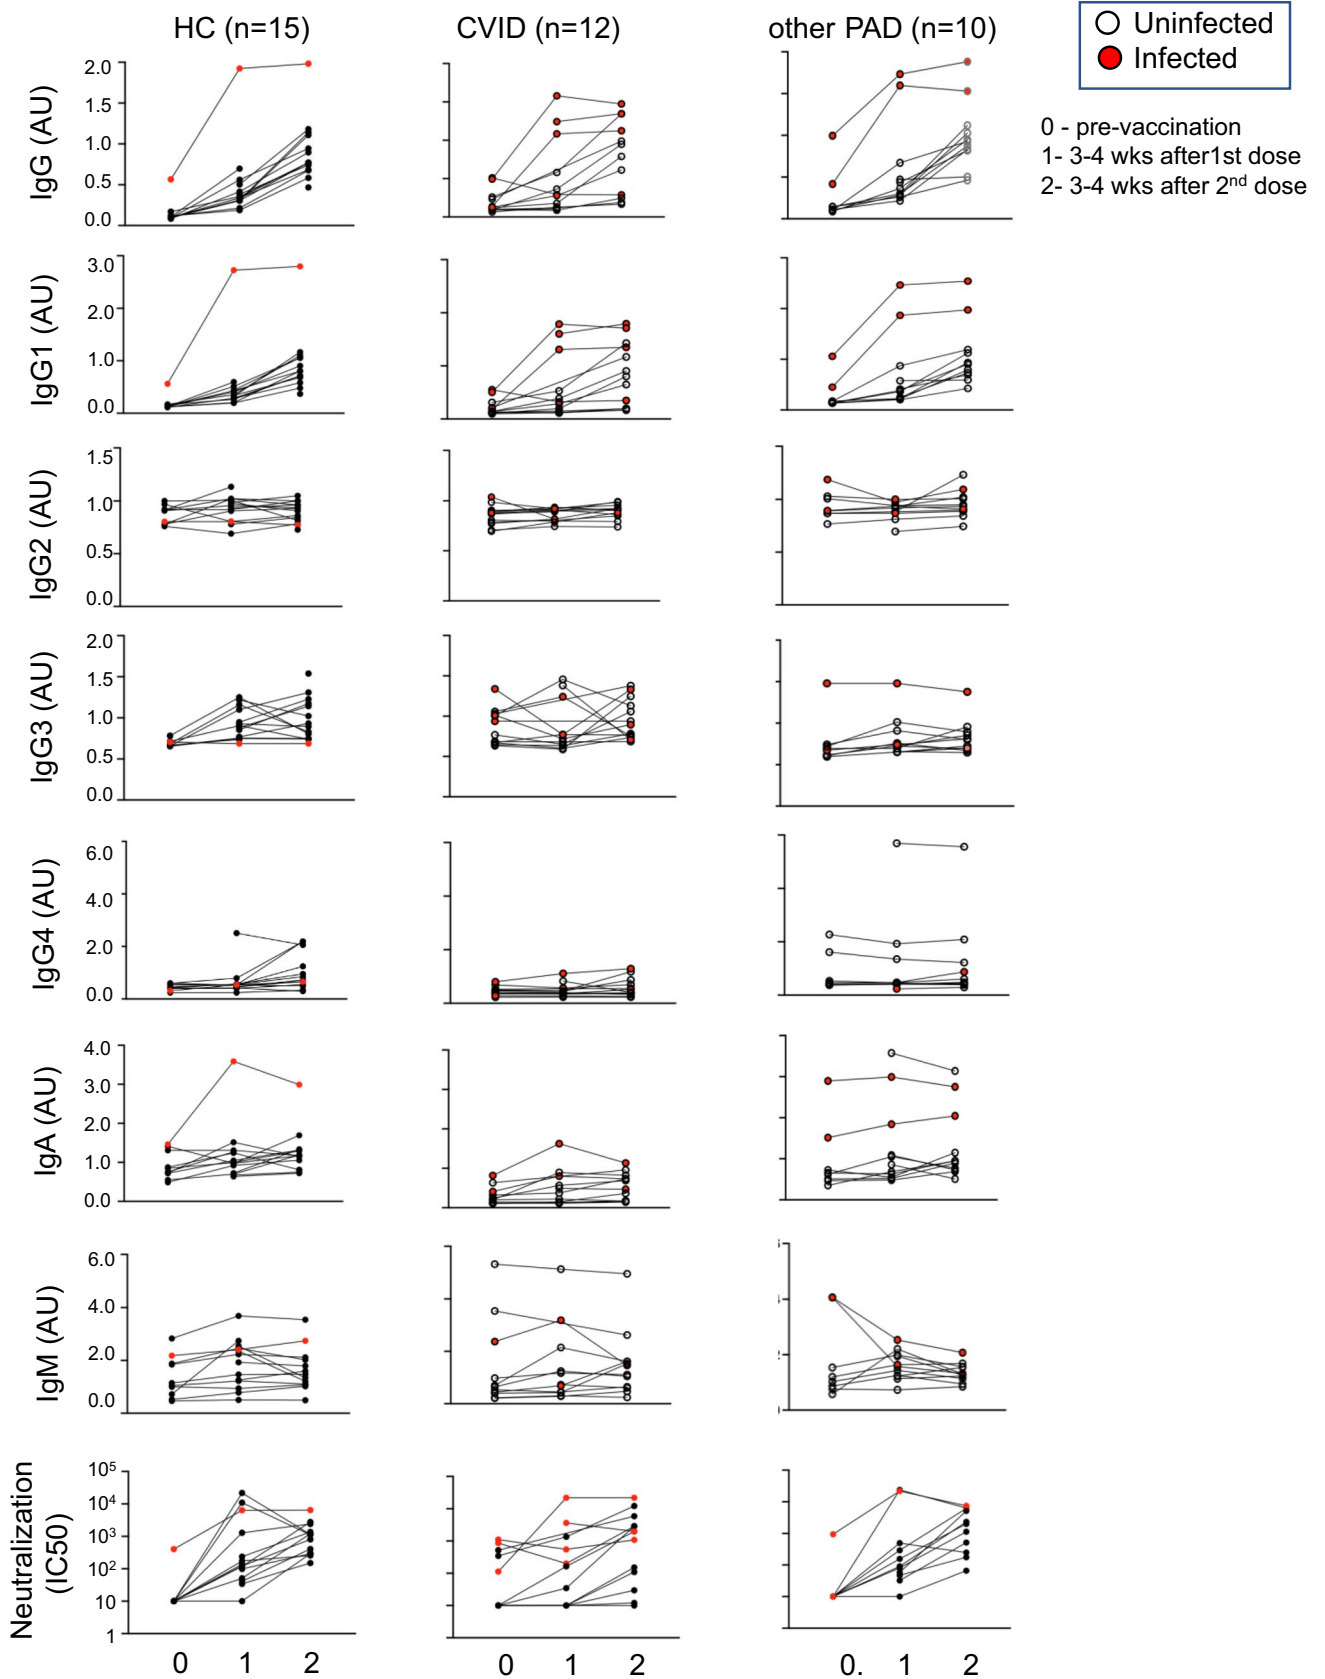 HC (n=15) CVID (n=12) other PAD (n=10)
Uninfected
Infected
0 - pre-vaccination
1- 3-4 wks after1st dose
2- 3-4 wks after 2nd dose
IgG (AU)
2.0
1.5
1.0
0.5
0.0
IgG1 (AU)
3.0
2.0
1.0
0.0
IgG2 (AU)
1.5
1.0
0.5
0.0
IgG3 (AU)
2.0
1.5
1.0
0.5
0.0
IgG4 (AU)
6.0
4.0
2.0
0.0
IgA (AU)
4.0
3.0
2.0
1.0
0.0
IgM (AU)
6.0
4.0
2.0
0.0
Neutralization
(IC50)
10⁵
10⁴
10³
10²
10
1
0 1 2 0 1 2 0. 1 2